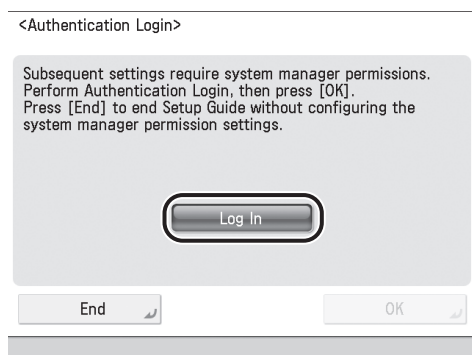 <Authentication Login>
Subsequent settings require system manager permissions.
Perform Authentication Login, then press [OK].
Press [End] to end Setup Guide without configuring the
system manager permission settings.
Log In
End
OK